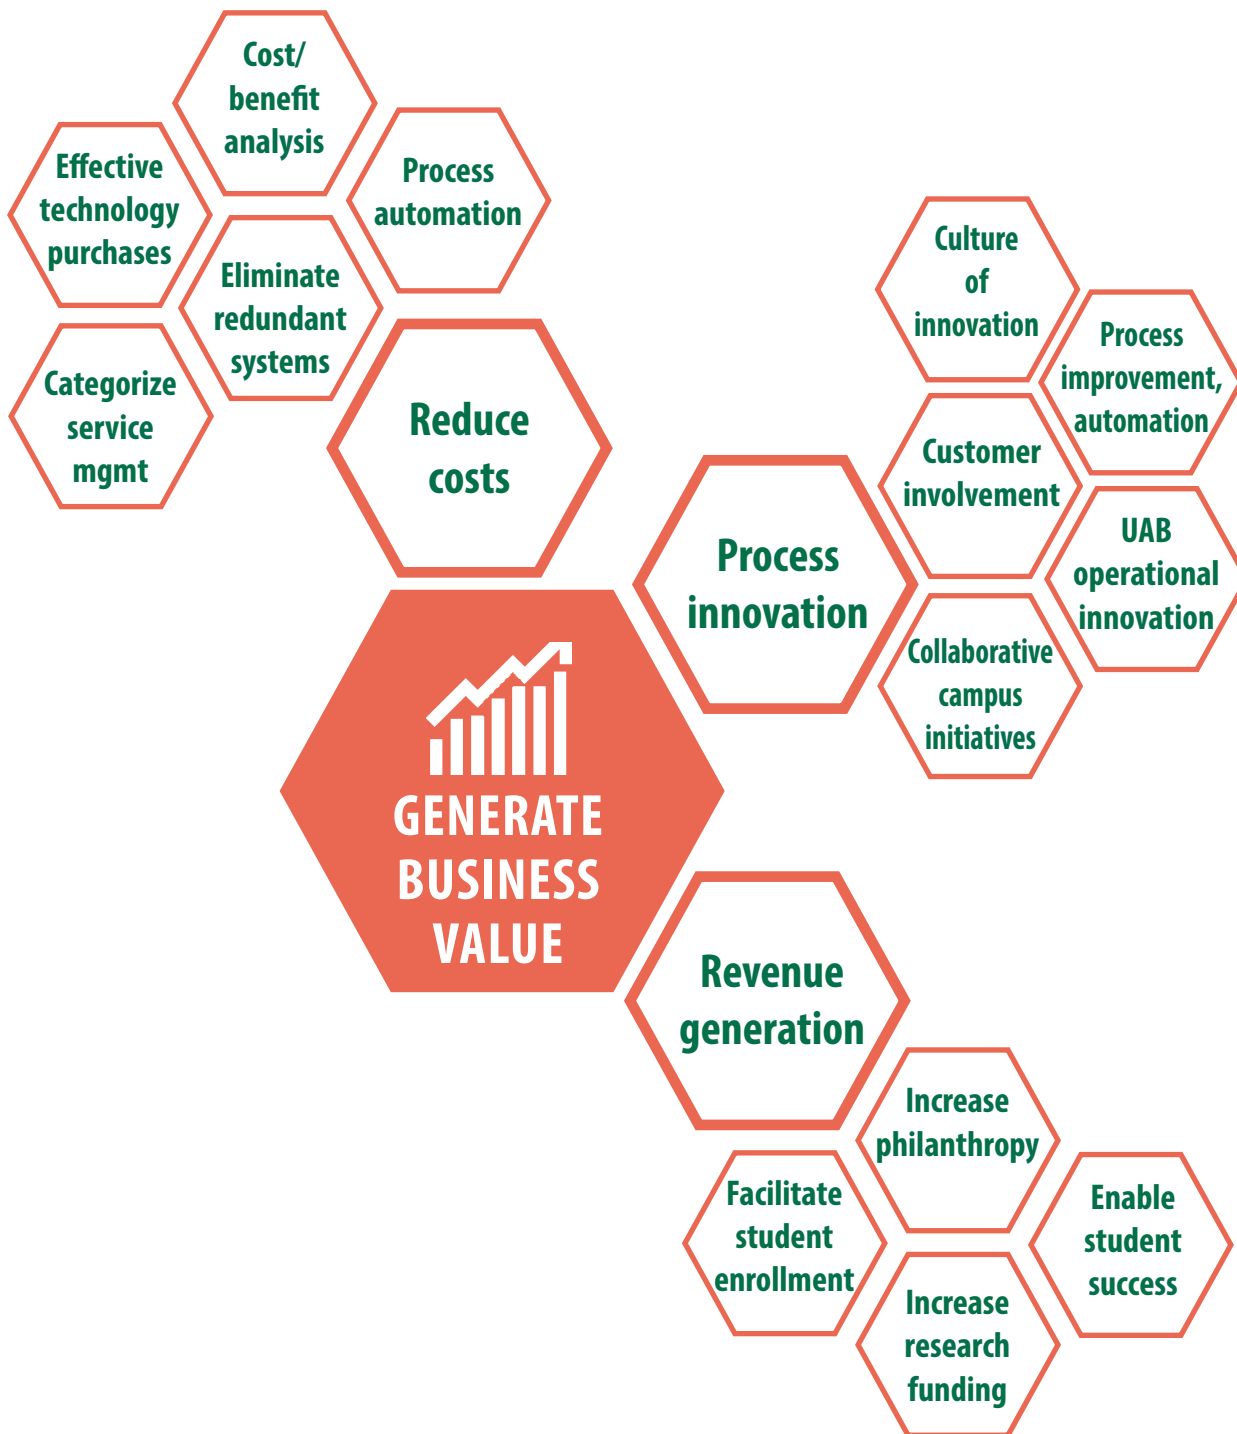 Cost/
benefit
analysis
Process
automation
Effective
technology
purchases
Eliminate
redundant
systems
Categorize
service
mgmt
Reduce
costs
Culture
of
innovation
Process
improvement,
automation
Customer
involvement
UAB
operational
innovation
Collaborative
campus
initiatives
Process
innovation
GENERATE
BUSINESS
VALUE
Revenue
generation
Increase
philanthropy
Facilitate
student
enrollment
Enable
student
success
Increase
research
funding